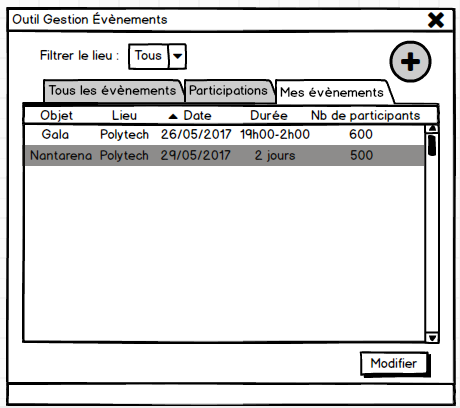 Outil Gestion Évènements
Filtrer le lieu : Tous
Tous les évènements Participations Mes évènements
Objet Lieu Date Durée Nb de participants
Gala Polytech 26/05/2017 19h00-2h00 600
Nantarena Polytech 29/05/2017 2 jours 500
Modifier